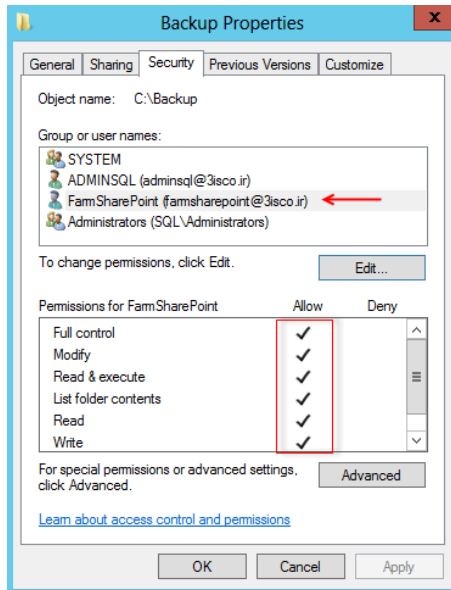 Backup Properties
x
General Sharing Security Previous Versions Customize
Object name: C:\Backup
Group or user names:
SYSTEM
ADMINSQL (adminsql@3isco.ir)
FarmSharePoint (farmsharepoint@3isco.ir)
Administrators (SQL\Administrators)
To change permissions, click Edit.
Edit...
Permissions for FarmSharePoint Allow Deny
Full control
Modify
Read & execute
List folder contents
Read
Write
For special permissions or advanced settings,
click Advanced.
Advanced
Learn about access control and permissions
OK Cancel Apply